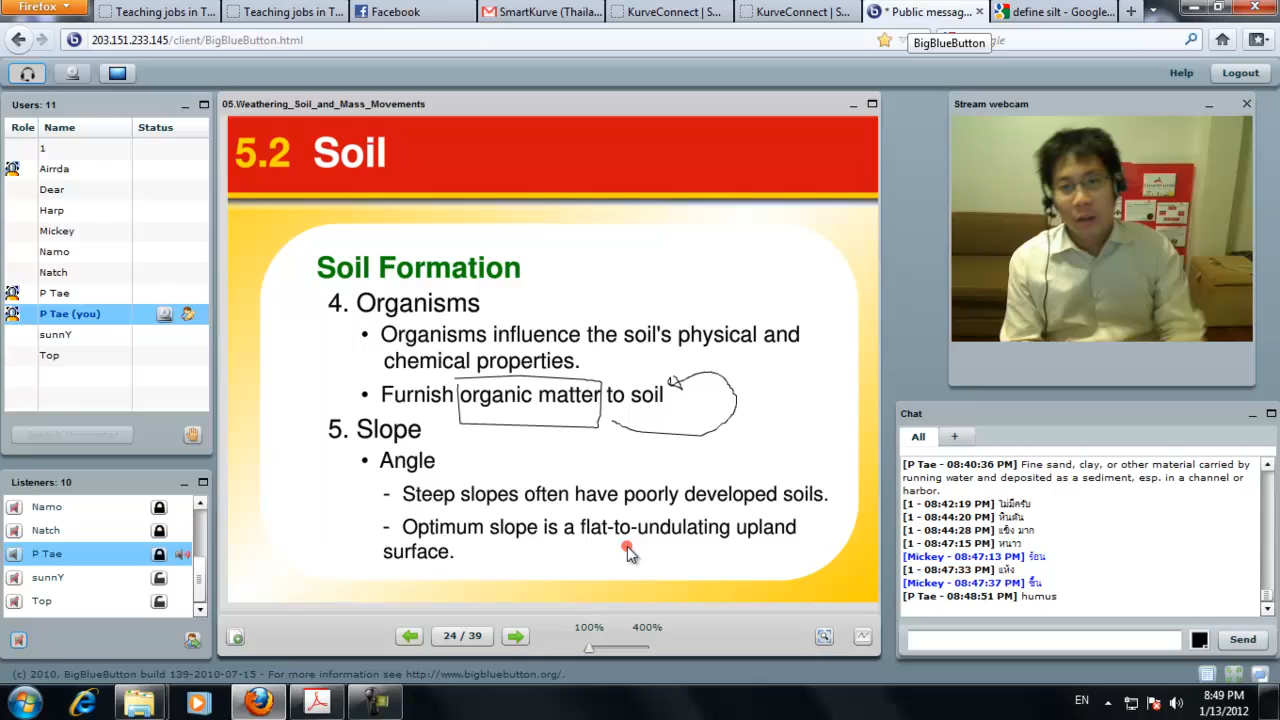 Firefox
Teaching jobs in T...
Teaching jobs in T...
Facebook
SmartKurve (Thaila...
KurveConnect | S...
KurveConnect | S...
* Public messag...
define silt - Google...
203.151.233.145/client/BigBlueButton.html
BigBlueButton
gle
Help
Logout
Users: 11
Role Name Status
1
Airrda
Dear
Harp
Mickey
Namo
Natch
P Tae
P Tae (you)
sunnY
Top
Listeners: 10
Namo
Natch
P Tae
sunnY
Top
05.Weathering_Soil_and_Mass_Movements
5.2 Soil
Soil Formation
4. Organisms
• Organisms influence the soil's physical and
chemical properties.
• Furnish organic matter to soil
5. Slope
• Angle
- Steep slopes often have poorly developed soils.
- Optimum slope is a flat-to-undulating upland
surface.
24 / 39
100%
400%
Stream webcam
Chat
All
+
[P Tae - 08:40:36 PM] Fine sand, clay, or other material carried by
running water and deposited as a sediment, esp. in a channel or
harbor.
[1 - 08:42:19 PM] ไม่มีครับ
[1 - 08:44:20 PM] หินดัน
[1 - 08:44:28 PM] แข็ง มาก
[1 - 08:47:15 PM] หนาว
[Mickey - 08:47:13 PM] ร้อน
[1 - 08:47:33 PM] แห้ง
[Mickey - 08:47:37 PM] ชื้น
[P Tae - 08:48:51 PM] humus
Send
(c) 2010, BigBlueButton build 139-2010-07-15 - For more information see http://www.bigbluebutton.org/.
EN
8:49 PM
1/13/2012